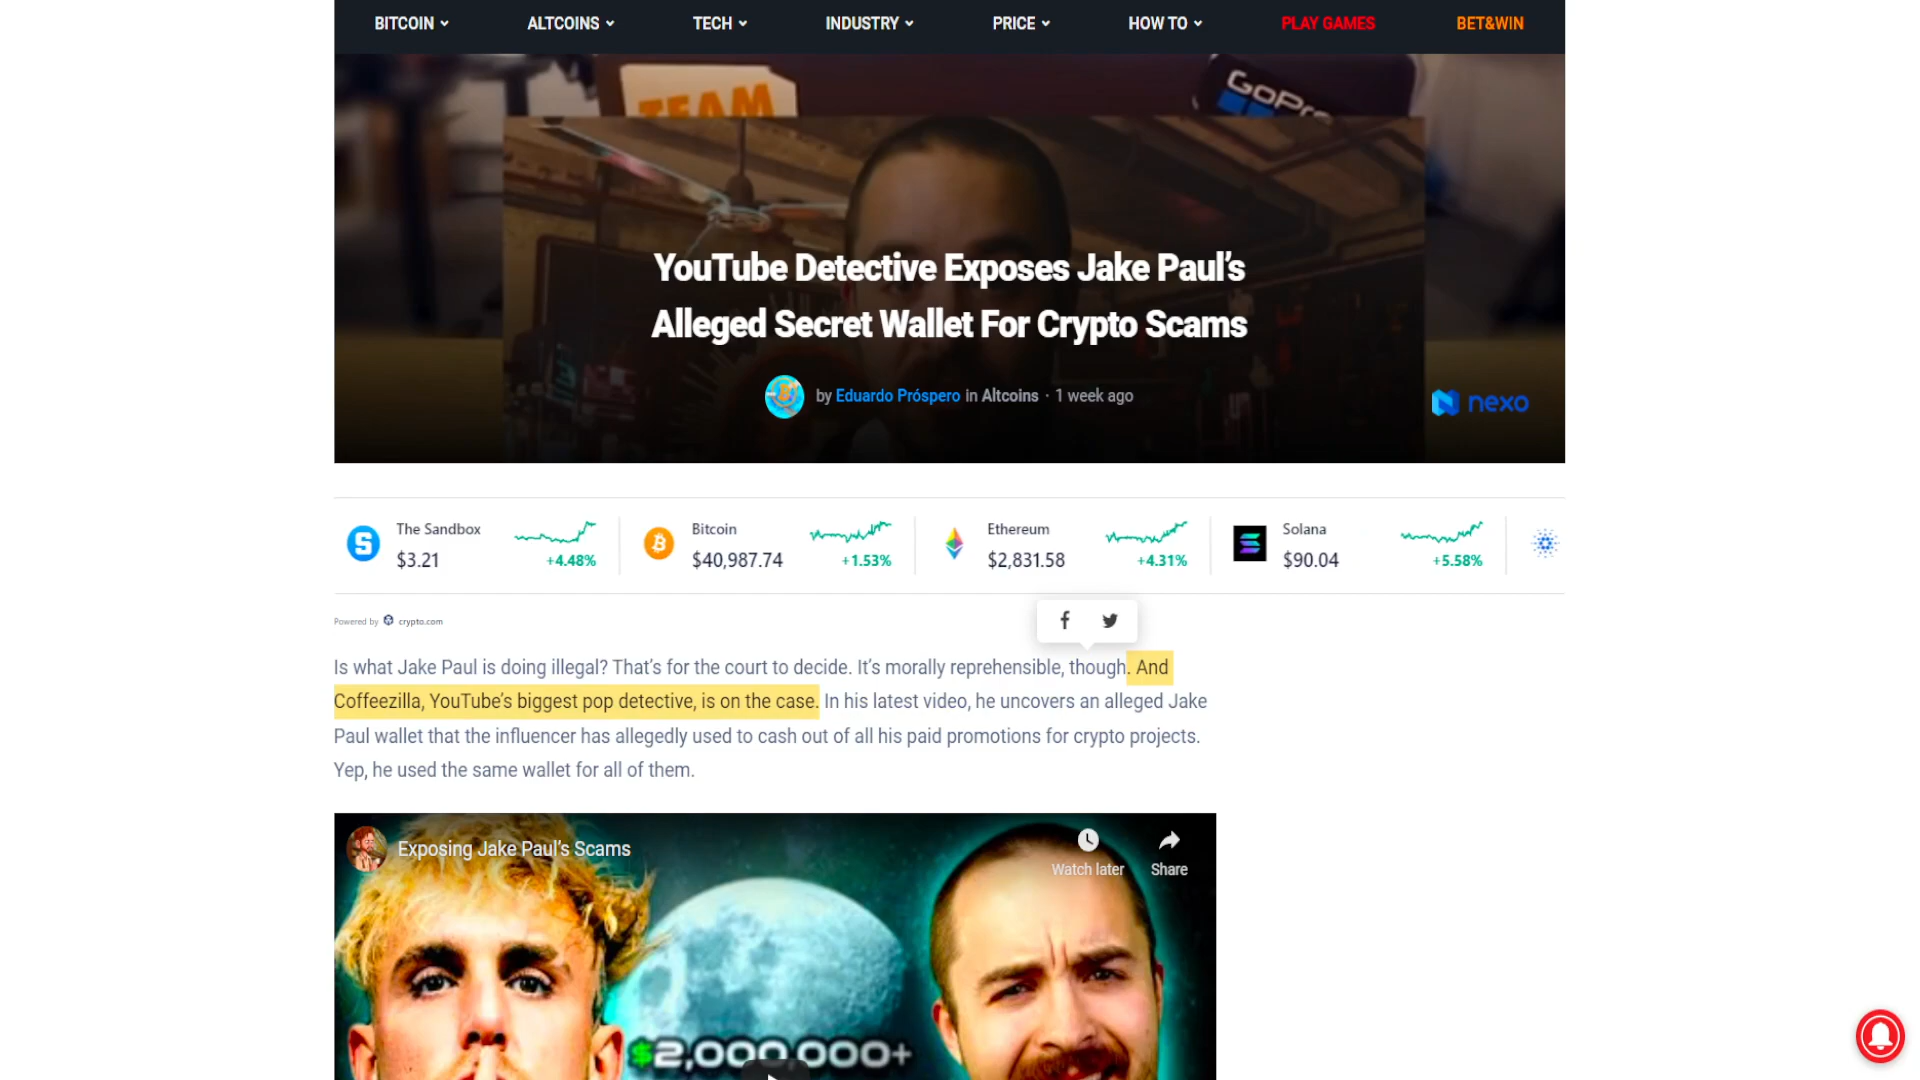 BITCOIN
ALTCOINS
TECH
INDUSTRY
PRICE
HOW TO
PLAY GAMES
BET&WIN
TEAM
GoPro
YouTube Detective Exposes Jake Paul's
Alleged Secret Wallet For Crypto Scams
by Eduardo Próspero in Altcoins · 1 week ago
nexo
The Sandbox
$3.21
+4.48%
Bitcoin
$40,987.74
+1.53%
Ethereum
$2,831.58
+4.31%
Solana
$90.04
+5.58%
Powered by crypto.com
Is what Jake Paul is doing illegal? That's for the court to decide. It's morally reprehensible, though. And
Coffeezilla, YouTube's biggest pop detective, is on the case. In his latest video, he uncovers an alleged Jake
Paul wallet that the influencer has allegedly used to cash out of all his paid promotions for crypto projects.
Yep, he used the same wallet for all of them.
Exposing Jake Paul's Scams
Watch later
Share
$2,000,000+